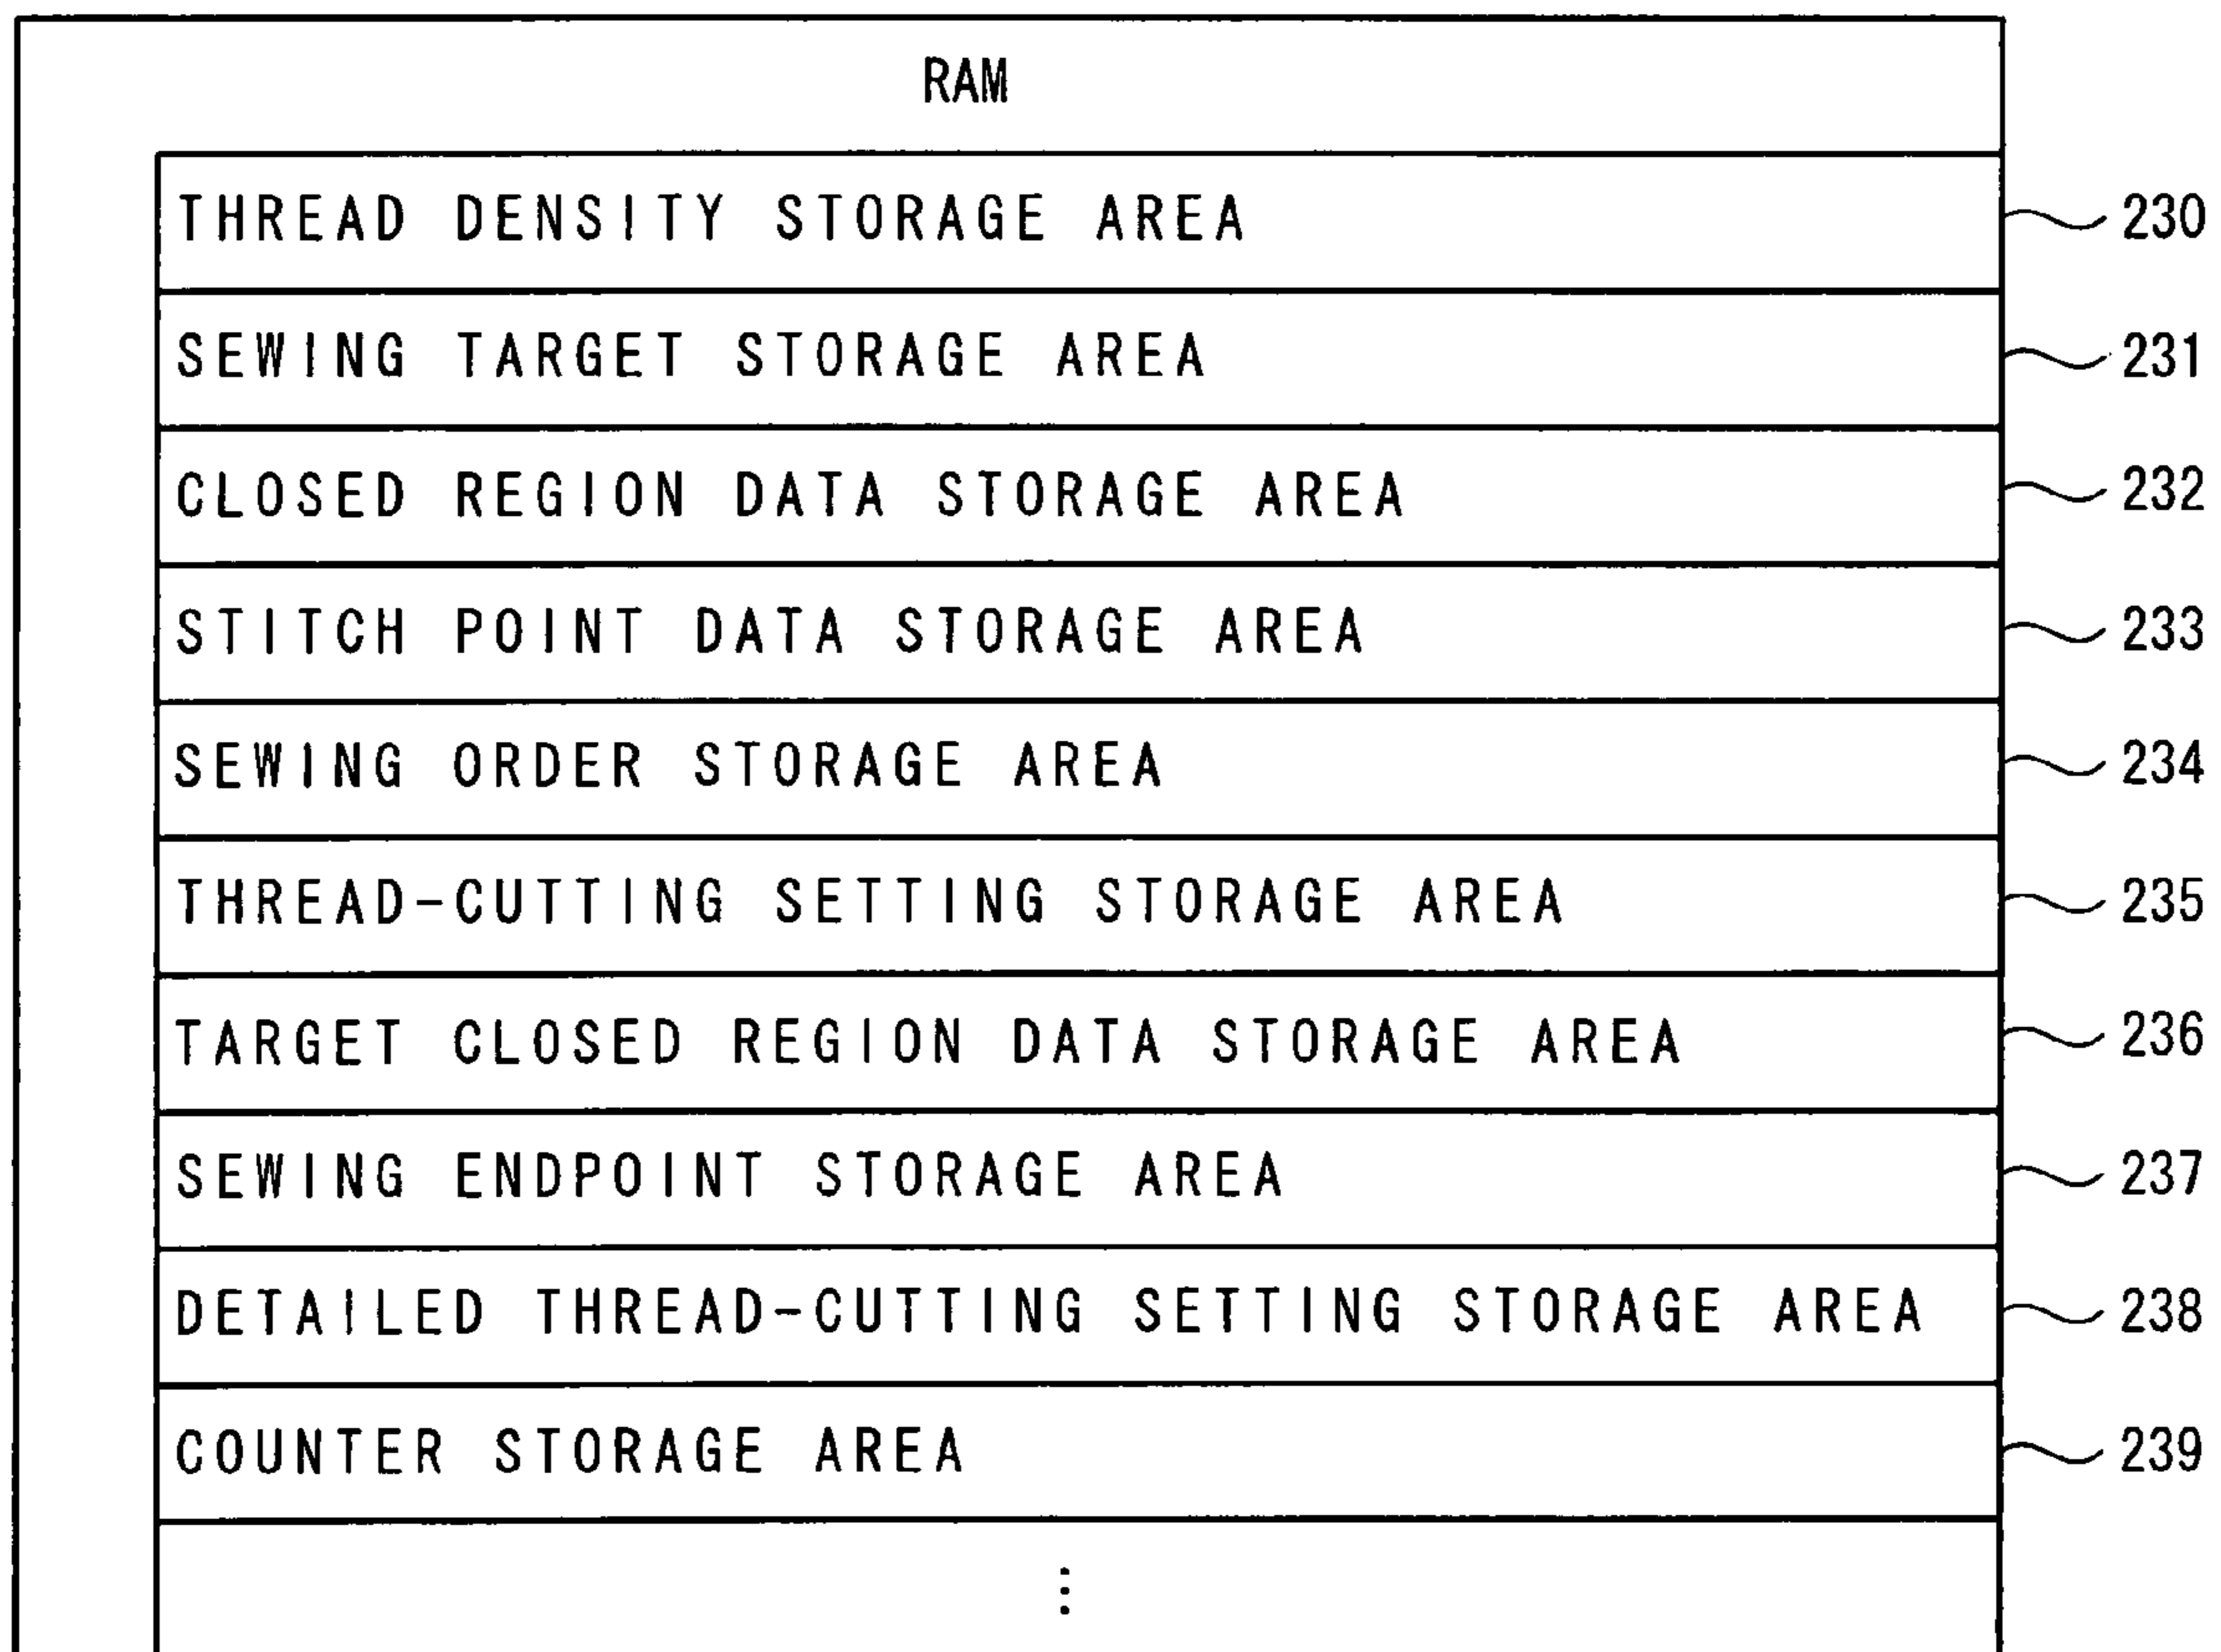 RAM
THREAD DENSITY STORAGE AREA 230
SEWING TARGET STORAGE AREA 231
CLOSED REGION DATA STORAGE AREA 232
STITCH POINT DATA STORAGE AREA 233
SEWING ORDER STORAGE AREA 234
THREAD-CUTTING SETTING STORAGE AREA 235
TARGET CLOSED REGION DATA STORAGE AREA 236
SEWING ENDPOINT STORAGE AREA 237
DETAILED THREAD-CUTTING SETTING STORAGE AREA 238
COUNTER STORAGE AREA 239
⋮